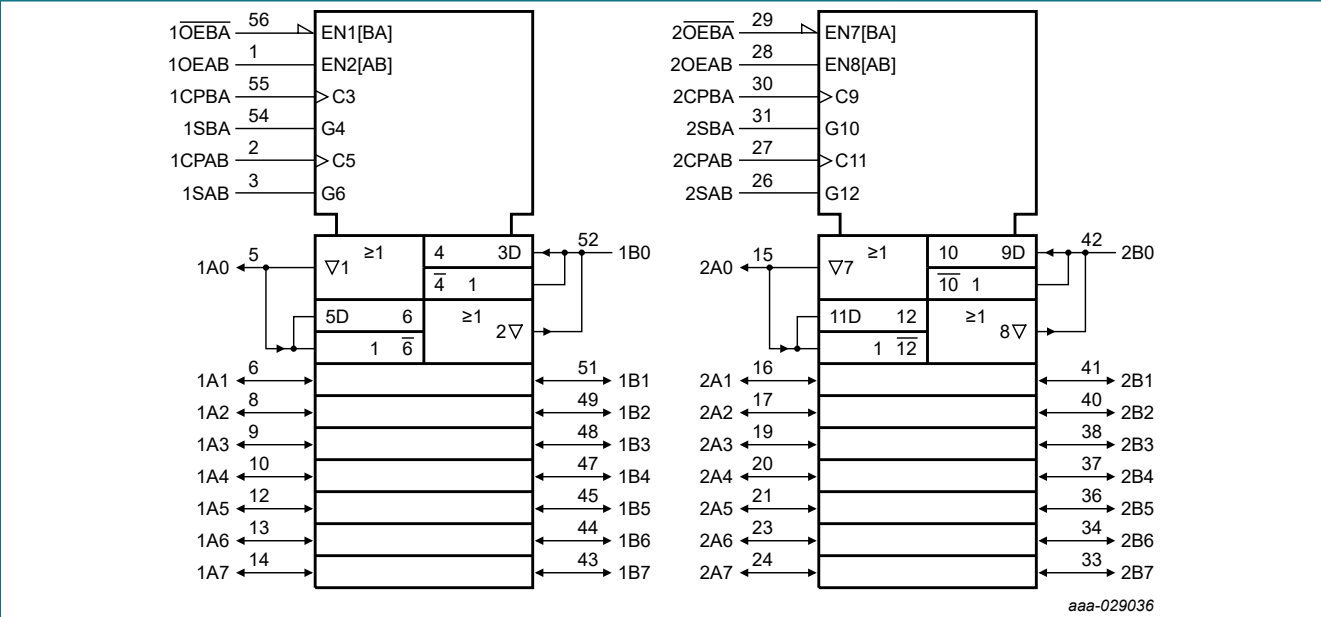 1O̅E̅B̅A̅ 56 EN1[BA]
1OEAB 1 EN2[AB]
1CPBA 55 C3
1SBA 54 G4
1CPAB 2 C5
1SAB 3 G6
1A0 5 ▽1 ≥1 4 3D 52 1B0
4̅ 1
5D 6 ≥1 2▽
1 6̅
1A1 6 51 1B1
1A2 8 49 1B2
1A3 9 48 1B3
1A4 10 47 1B4
1A5 12 45 1B5
1A6 13 44 1B6
1A7 14 43 1B7
2O̅E̅B̅A̅ 29 EN7[BA]
2OEAB 28 EN8[AB]
2CPBA 30 C9
2SBA 31 G10
2CPAB 27 C11
2SAB 26 G12
2A0 15 ▽7 ≥1 10 9D 42 2B0
1̅0̅ 1
11D 12 ≥1 8▽
1 1̅2̅
2A1 16 41 2B1
2A2 17 40 2B2
2A3 19 38 2B3
2A4 20 37 2B4
2A5 21 36 2B5
2A6 23 34 2B6
2A7 24 33 2B7
aaa-029036